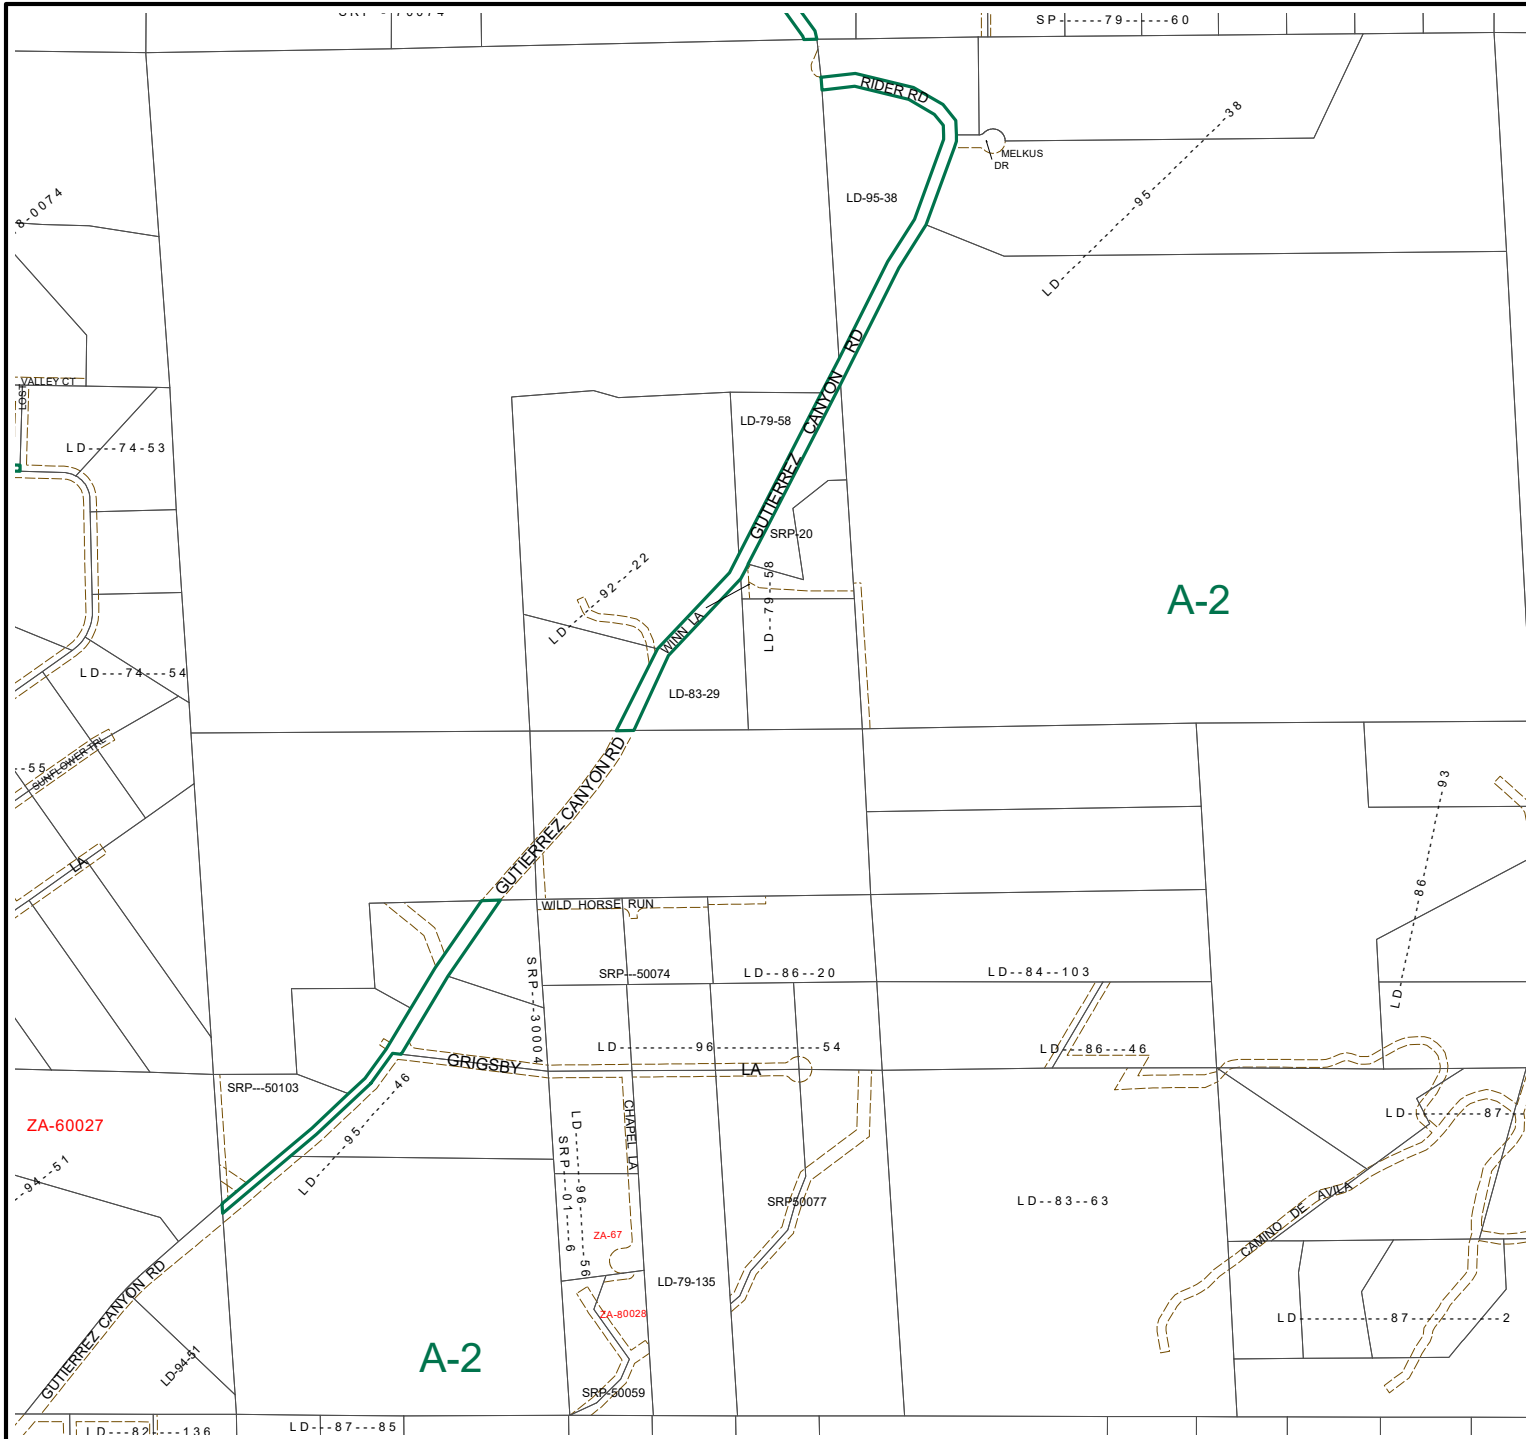 SP------79------60
RIDER RD
MELKUS
DR
LD-----------95-----------38
8-0074
LD-95-38
VALLEY CT
LOST
LD----74-53
LD-79-58
GUTIERREZ CANYON RD
SRP-20
LD----92---22
LD--79--58
WINN LA
A-2
LD---74---54
LD-83-29
--55
SUNFLOWER TRL
GUTIERREZ CANYON RD
LD---------86---------93
LA
WILD HORSE RUN
SRP---50074
LD--86--20
LD--84--103
SRP---30004
LD----------96-----------54
LD---86---46
GRIGSBY LA
SRP---50103
LD----95-----46
ZA-60027
CHAPEL LA
LD--------87
LD------96------56
SRP---01--6
-94---51
SRP50077
LD--83--63
CAMINO DE AVILA
ZA-67
LD-79-135
GUTIERREZ CANYON RD
ZA-80028
LD-----------87-----------2
A-2
LD-94-51
SRP-50059
LD---82----136
LD---87---85